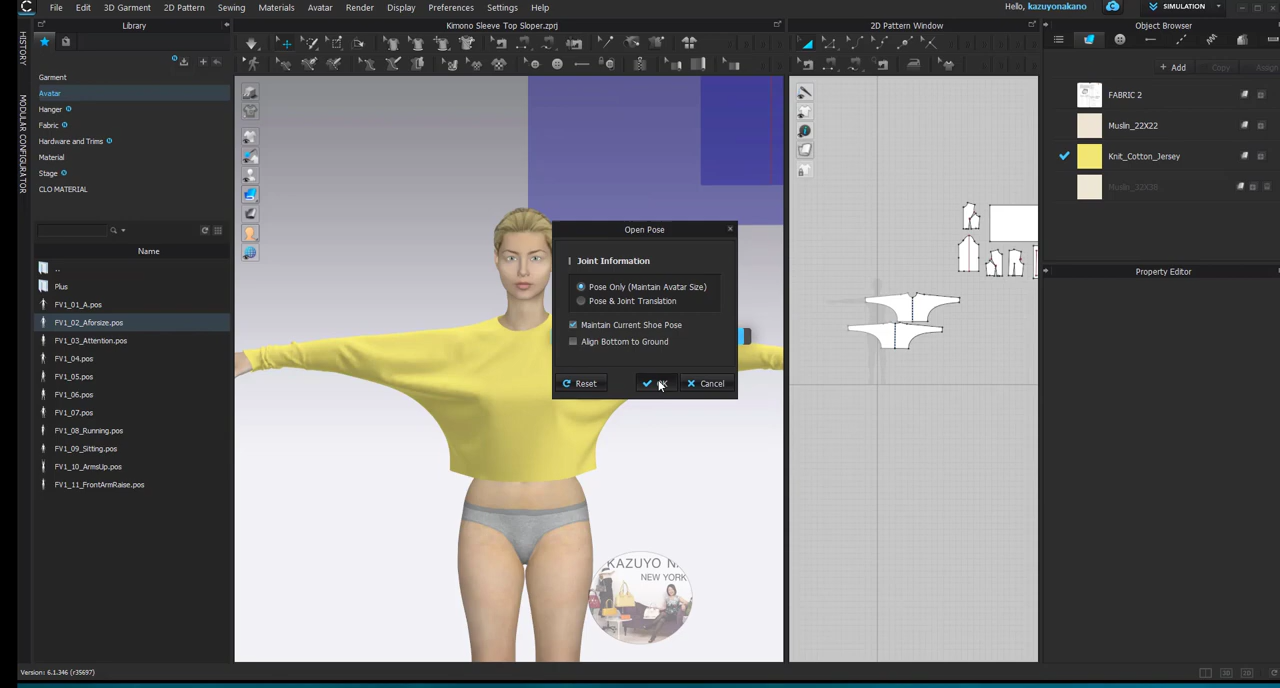 File Edit 3D Garment 2D Pattern Sewing Materials Avatar Render Display Preferences Settings Help
Hello, kazuyonakano
SIMULATION
Library
Kimono Sleeve Top Sloper.zprj
2D Pattern Window
Object Browser
HISTORY
MODULAR CONFIGURATOR
Garment
Avatar
Hanger
Fabric
Hardware and Trims
Material
Stage
CLO MATERIAL
Name
..
Plus
FV1_01_A.pos
FV1_02_Aforsize.pos
FV1_03_Attention.pos
FV1_04.pos
FV1_05.pos
FV1_06.pos
FV1_07.pos
FV1_08_Running.pos
FV1_09_Sitting.pos
FV1_10_ArmsUp.pos
FV1_11_FrontArmRaise.pos
Open Pose
Joint Information
Pose Only (Maintain Avatar Size)
Pose & Joint Translation
Maintain Current Shoe Pose
Align Bottom to Ground
Reset OK Cancel
KAZUYO
NEW YORK
+ Add Copy
FABRIC 2
Muslin_22X22
Knit_Cotton_Jersey
Property Editor
Version: 6.1.346 (r35697)
3D 2D